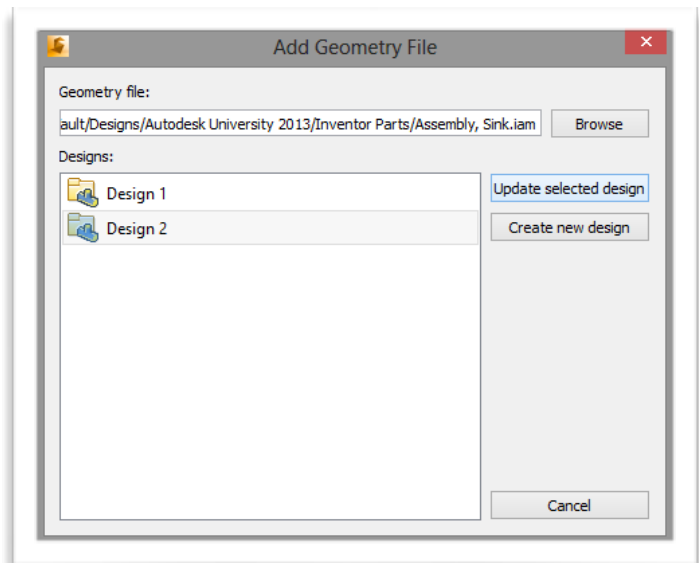 Add Geometry File
Geometry file:
ault/Designs/Autodesk University 2013/Inventor Parts/Assembly, Sink.iam
Browse
Designs:
Design 1
Update selected design
Design 2
Create new design
Cancel